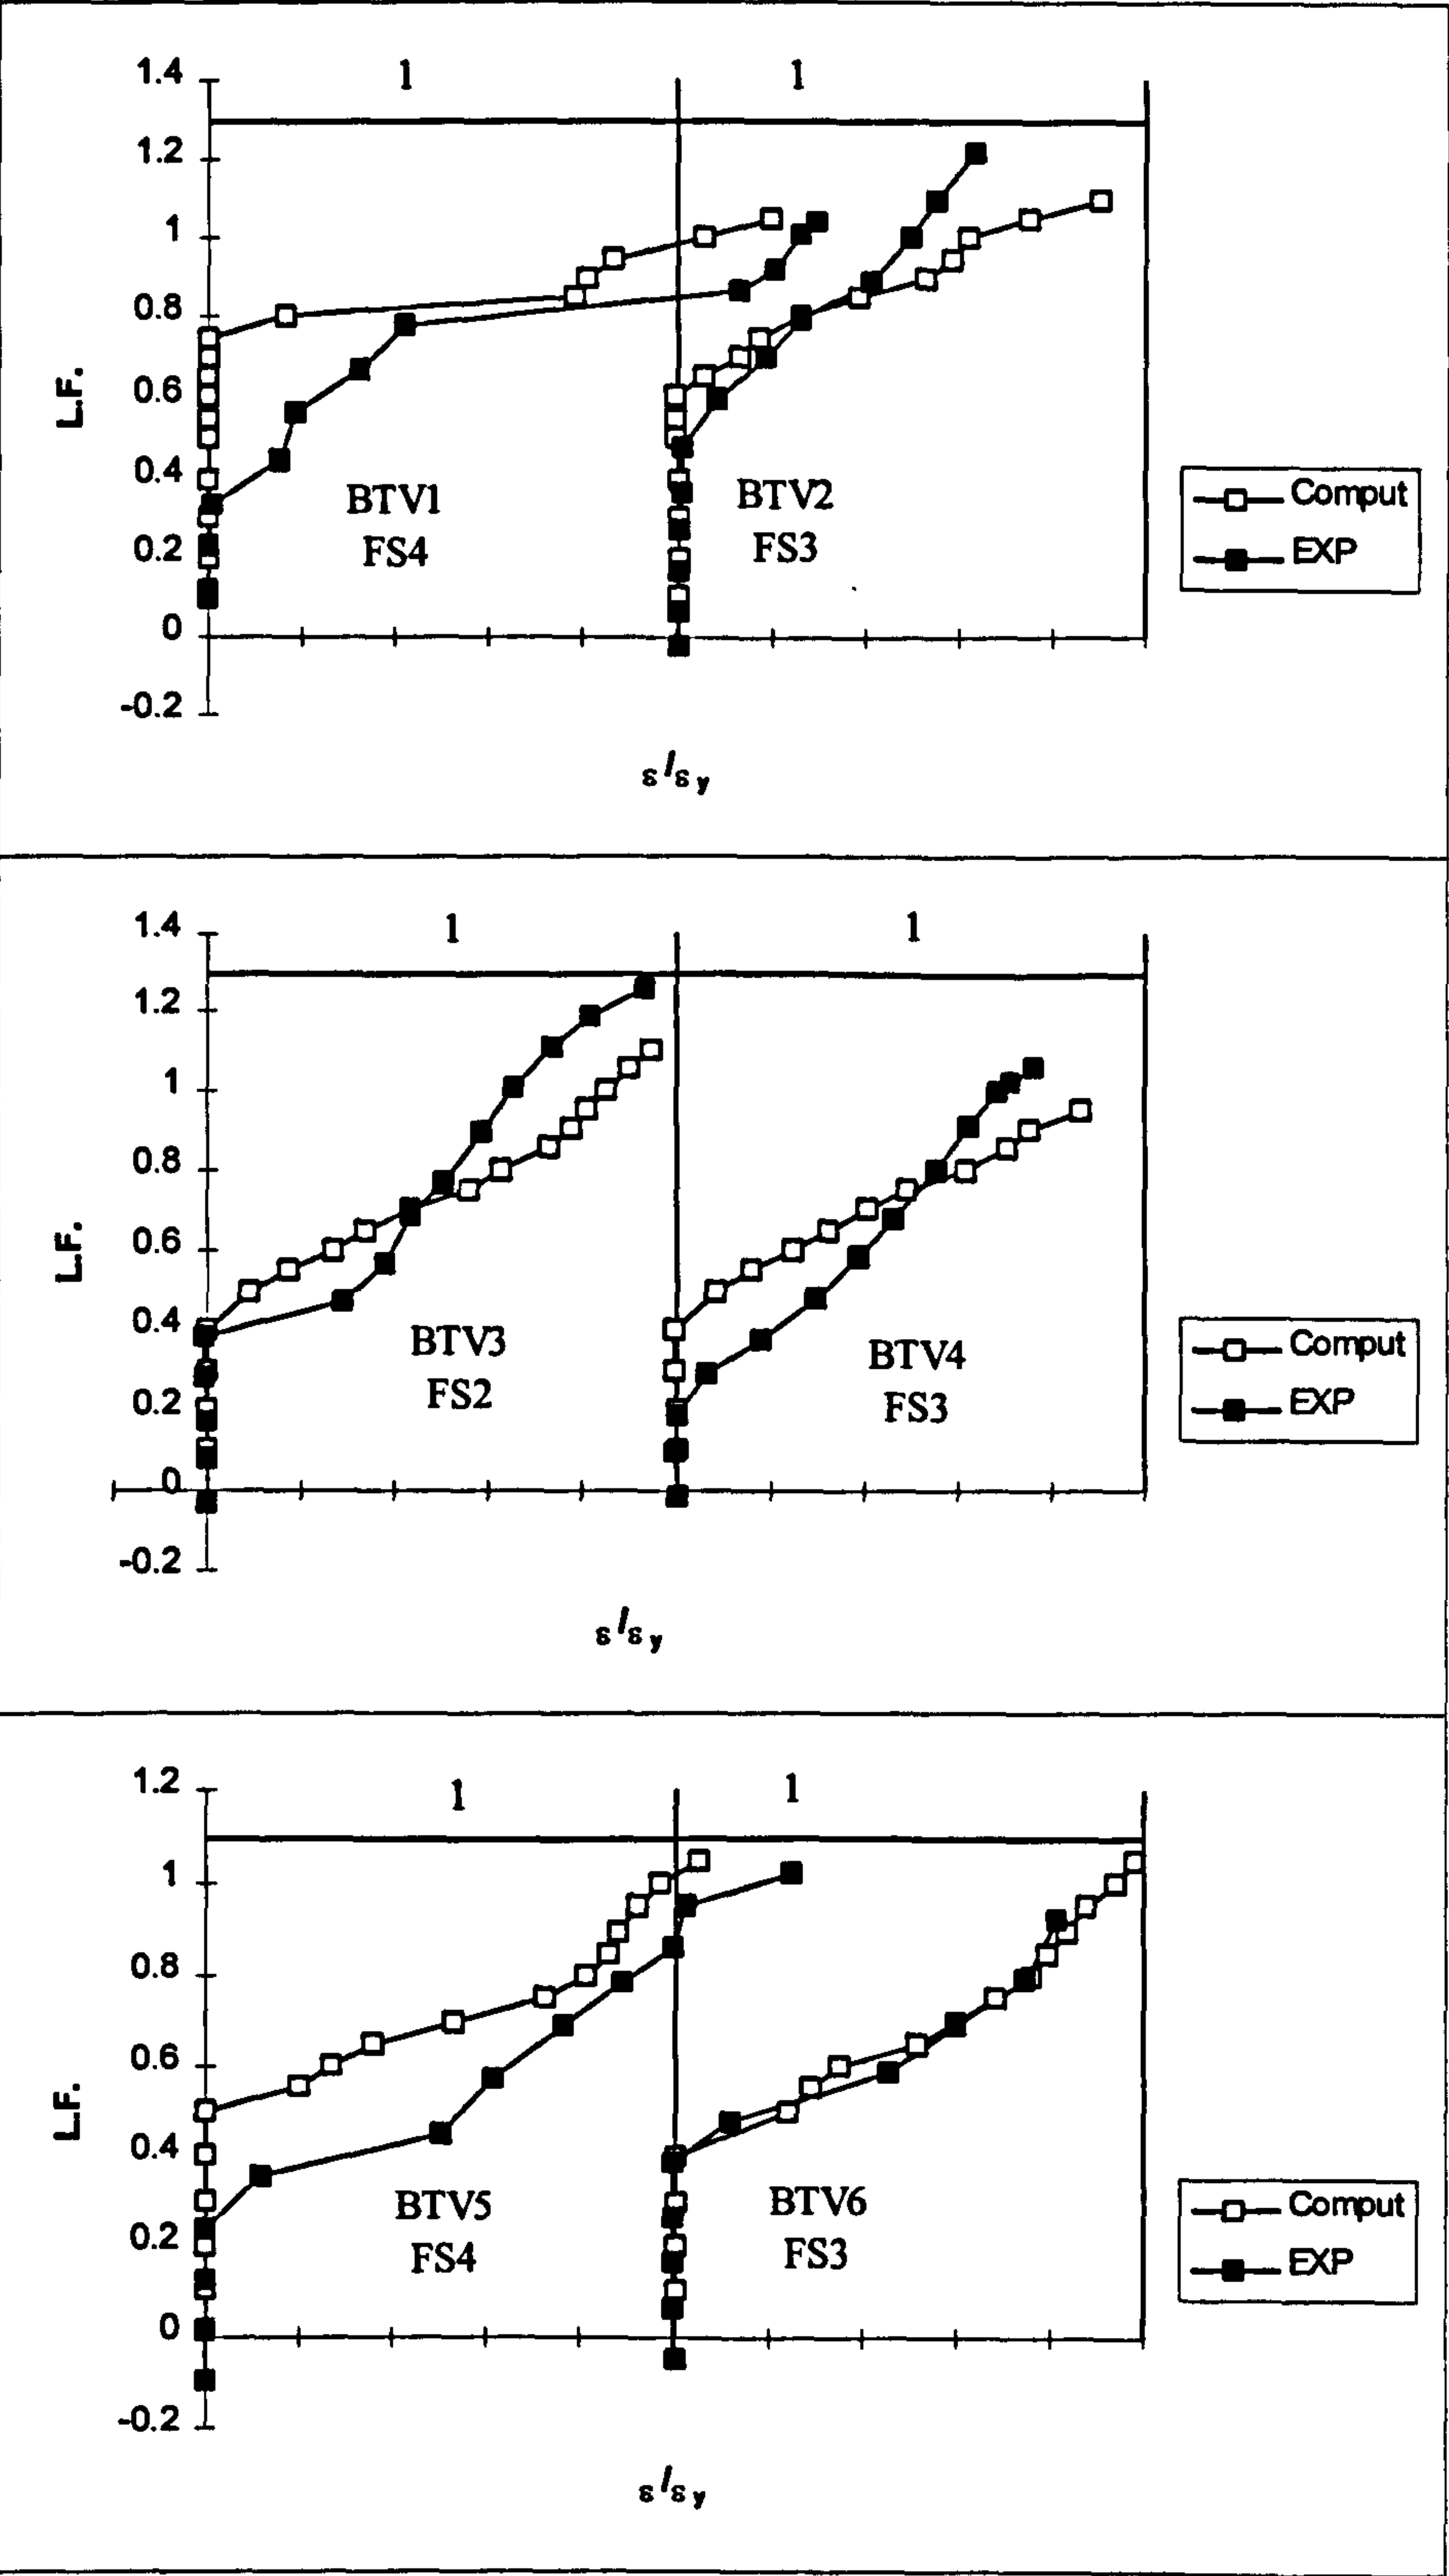 1 1
1.4
1.2
1
0.8
0.6
0.4
0.2
0
-0.2
L.F.
BTV1
FS4
BTV2
FS3
Comput
EXP
ε/ε y
1 1
1.4
1.2
1
0.8
0.6
0.4
0.2
0
-0.2
L.F.
BTV3
FS2
BTV4
FS3
Comput
EXP
ε/ε y
1 1
1.2
1
0.8
0.6
0.4
0.2
0
-0.2
L.F.
BTV5
FS4
BTV6
FS3
Comput
EXP
ε/ε y